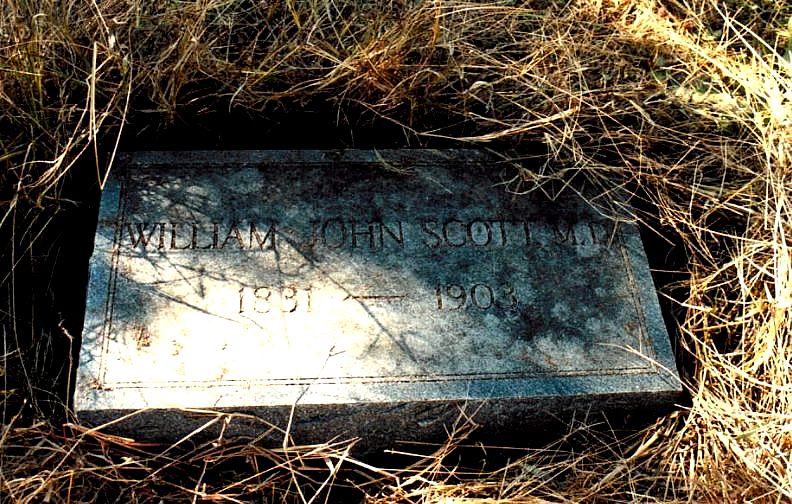 WILLIAM JOHN SCOTT, M.D.
1831 — 1903